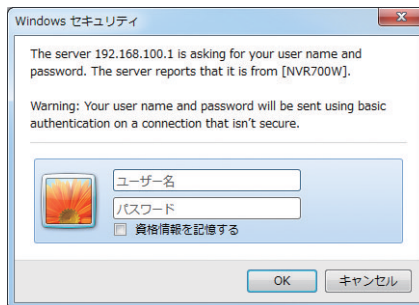 Windows セキュリティ
The server 192.168.100.1 is asking for your user name and
password. The server reports that it is from [NVR700W].
Warning: Your user name and password will be sent using basic
authentication on a connection that isn't secure.
ユーザー名
パスワード
資格情報を記憶する
OK キャンセル